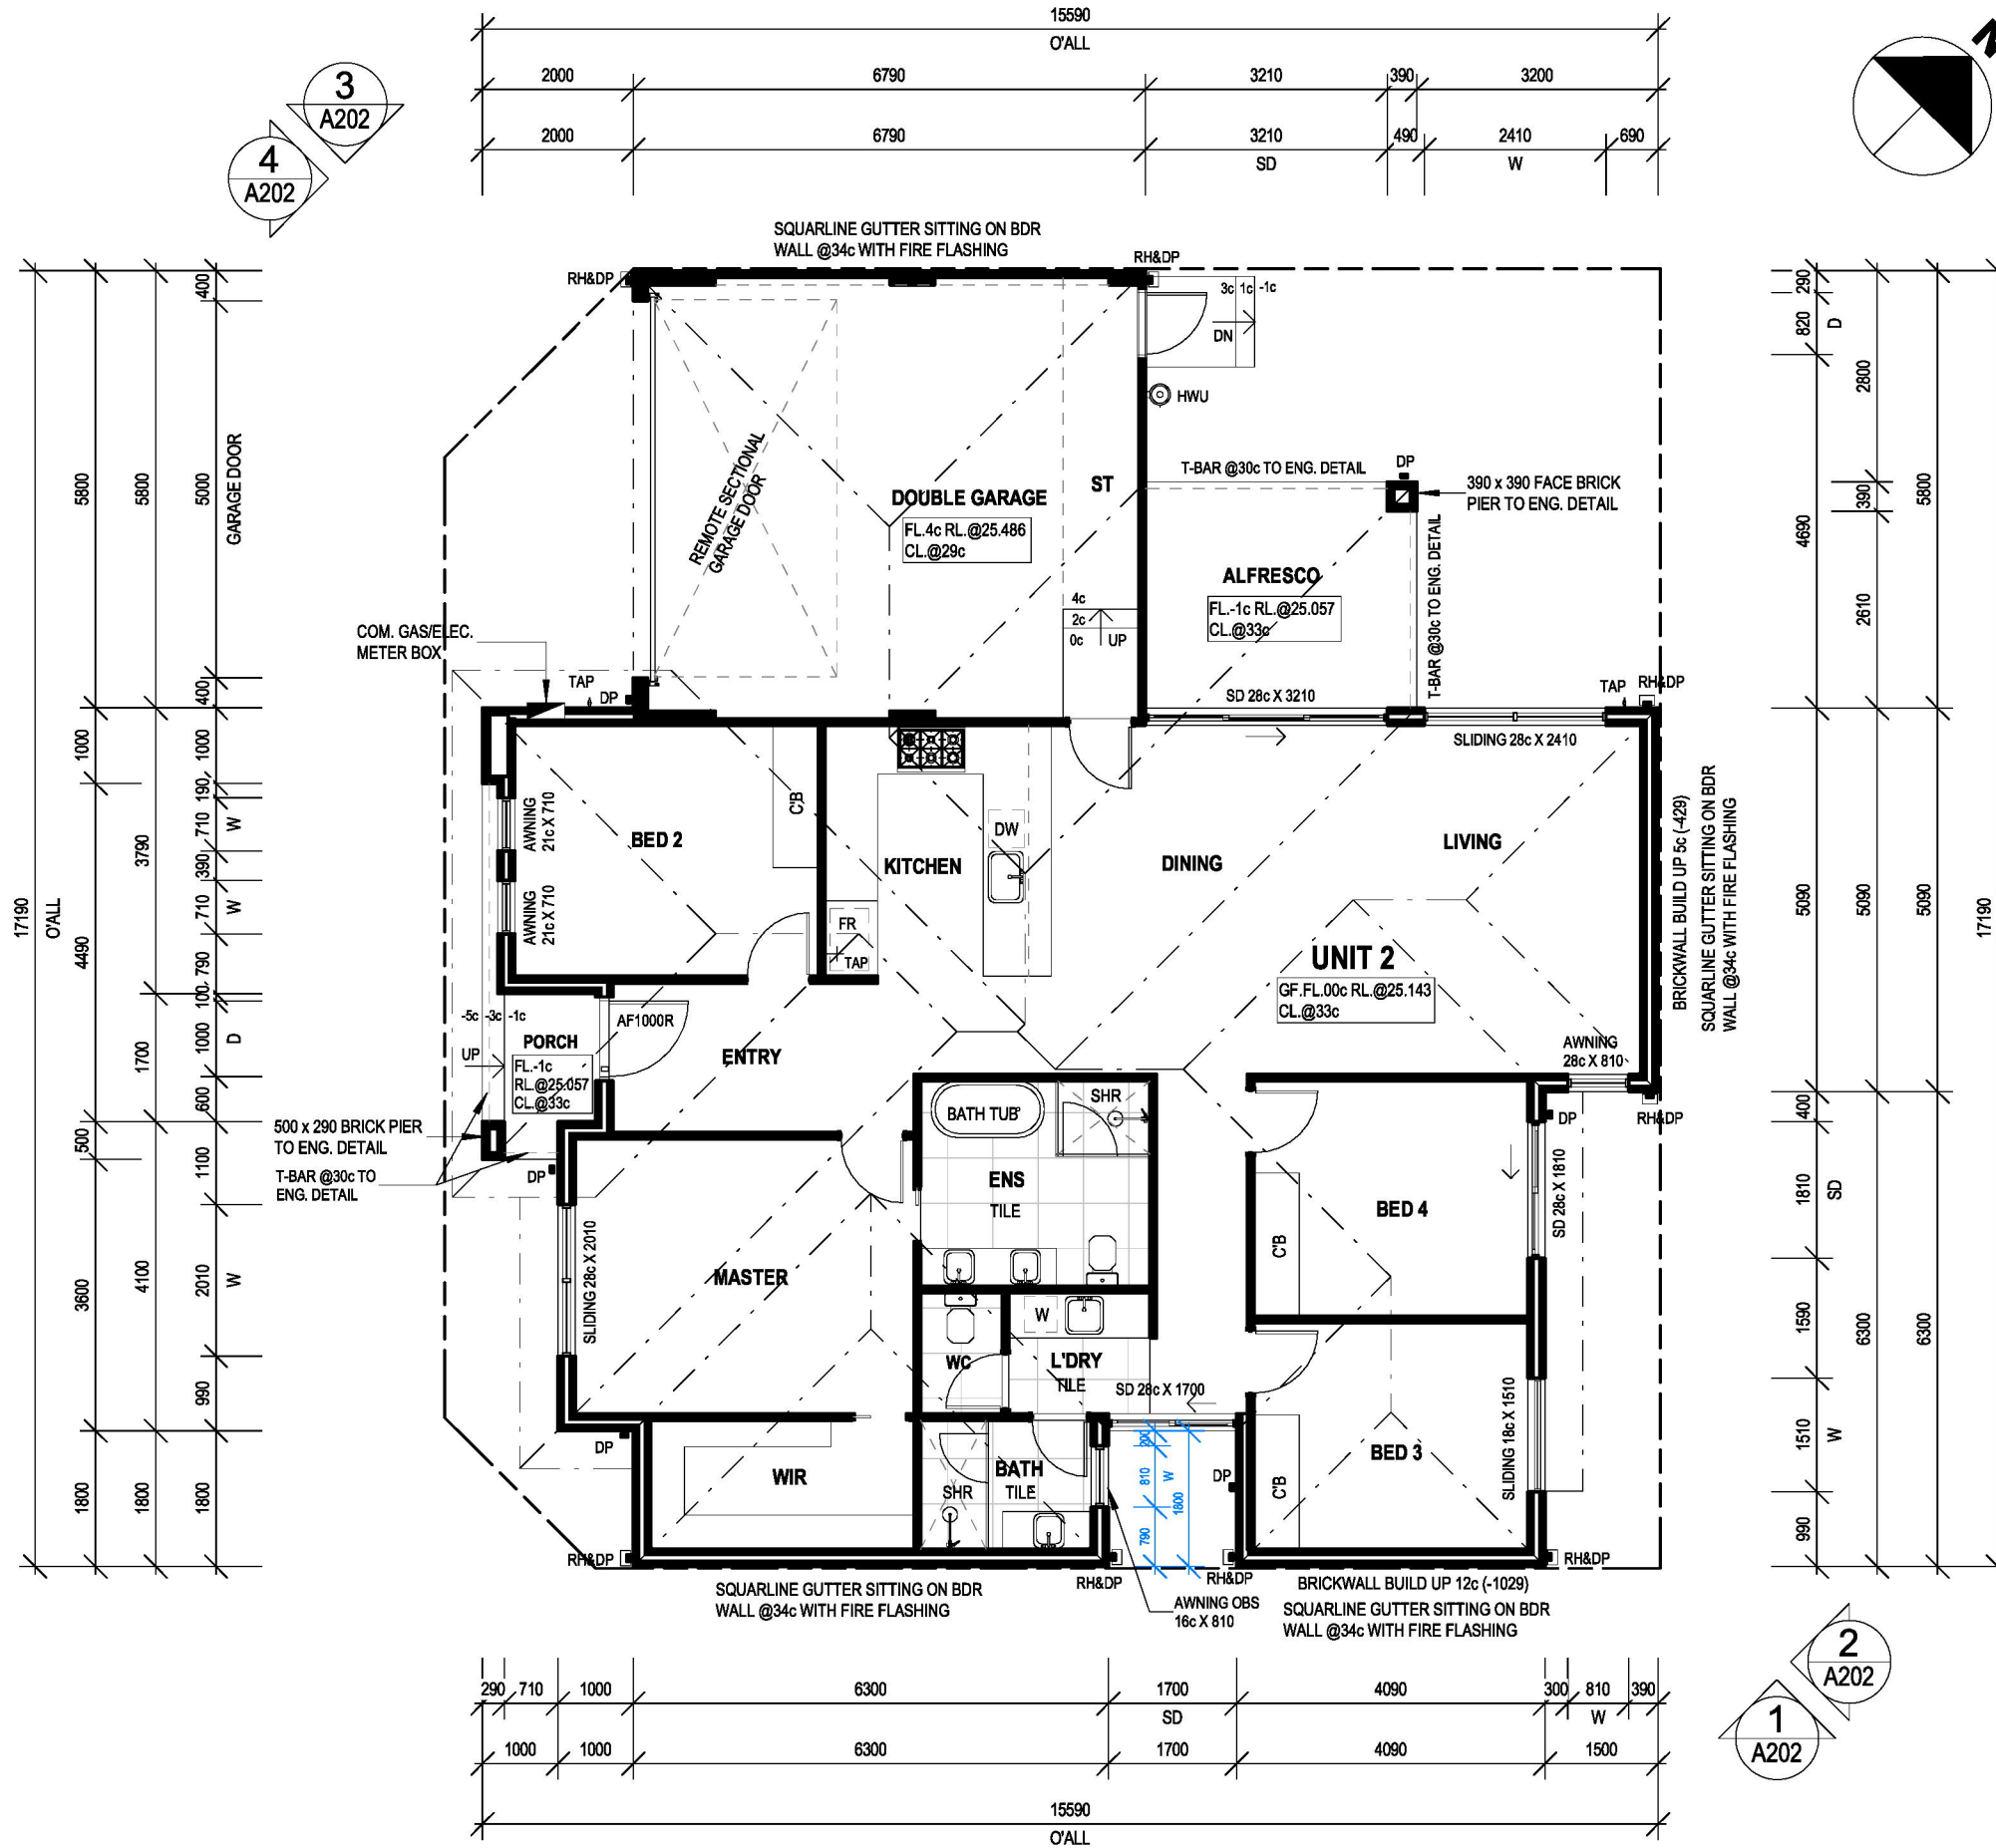 15590
O'ALL
2000 6790 3210 390 3200
2000 6790 3210 490 2410 690
SD W
N
3
A202
4
A202
SQUARLINE GUTTER SITTING ON BDR
WALL @34c WITH FIRE FLASHING
RH&DP
RH&DP
3c 1c -1c
DN
HWU
REMOTE SECTIONAL
GARAGE DOOR
DOUBLE GARAGE
FL.4c RL.@25.486
CL.@29c
ST
4c
2c
0c
UP
T-BAR @30c TO ENG. DETAIL
DP
390 x 390 FACE BRICK
PIER TO ENG. DETAIL
T-BAR @30c TO ENG. DETAIL
ALFRESCO
FL.-1c RL.@25.057
CL.@33c
SD 28c X 3210
COM. GAS/ELEC.
METER BOX
TAP
DP
TAP
RH&DP
SLIDING 28c X 2410
AWNING
21c X 710
AWNING
21c X 710
BED 2
C'B
KITCHEN
DW
FR
TAP
DINING
LIVING
UNIT 2
GF.FL.00c RL.@25.143
CL.@33c
BRICKWALL BUILD UP 5c (-429)
SQUARLINE GUTTER SITTING ON BDR
WALL @34c WITH FIRE FLASHING
AWNING
28c X 810
-5c -3c -1c
UP
PORCH
FL.-1c
RL.@25.057
CL.@33c
AF1000R
ENTRY
500 x 290 BRICK PIER
TO ENG. DETAIL
T-BAR @30c TO
ENG. DETAIL
DP
BATH TUB
SHR
ENS
TILE
DP
RH&DP
SD 28c X 1810
BED 4
C'B
SLIDING 28c X 2010
MASTER
WC
W
L'DRY
TILE
SD 28c X 1700
DP
WIR
SHR
BATH
TILE
200
810
W
790
1800
DP
C'B
BED 3
SLIDING 18c X 1510
RH&DP
RH&DP
RH&DP
RH&DP
SQUARLINE GUTTER SITTING ON BDR
WALL @34c WITH FIRE FLASHING
AWNING OBS
16c X 810
BRICKWALL BUILD UP 12c (-1029)
SQUARLINE GUTTER SITTING ON BDR
WALL @34c WITH FIRE FLASHING
17190
O'ALL
5800
1000
4490
500
3600
1800
5800
3790
1700
4100
1800
400
5000
GARAGE DOOR
400
1000
190
710
W
390
710
W
790
100
1000
D
600
1100
2010
W
990
1800
290
820
D
4690
5090
400
1810
SD
1590
1510
W
990
2800
390
2610
5090
6300
5800
5090
6300
17190
2
A202
1
A202
290 710 1000 6300 1700 4090 300 810 390
SD W
1000 1000 6300 1700 4090 1500
15590
O'ALL